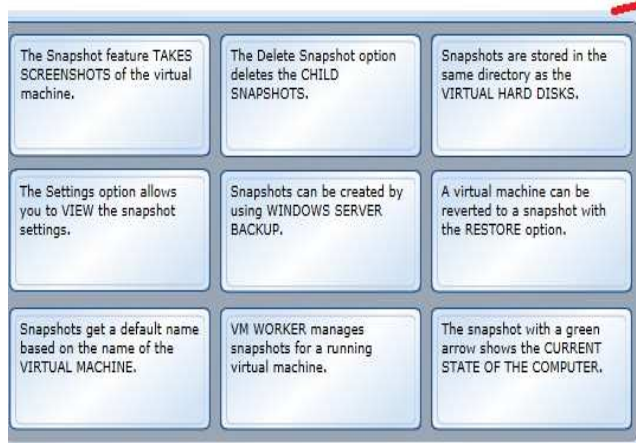 The Snapshot feature TAKES
SCREENSHOTS of the virtual
machine.
The Delete Snapshot option
deletes the CHILD
SNAPSHOTS.
Snapshots are stored in the
same directory as the
VIRTUAL HARD DISKS.
The Settings option allows
you to VIEW the snapshot
settings.
Snapshots can be created by
using WINDOWS SERVER
BACKUP.
A virtual machine can be
reverted to a snapshot with
the RESTORE option.
Snapshots get a default name
based on the name of the
VIRTUAL MACHINE.
VM WORKER manages
snapshots for a running
virtual machine.
The snapshot with a green
arrow shows the CURRENT
STATE OF THE COMPUTER.